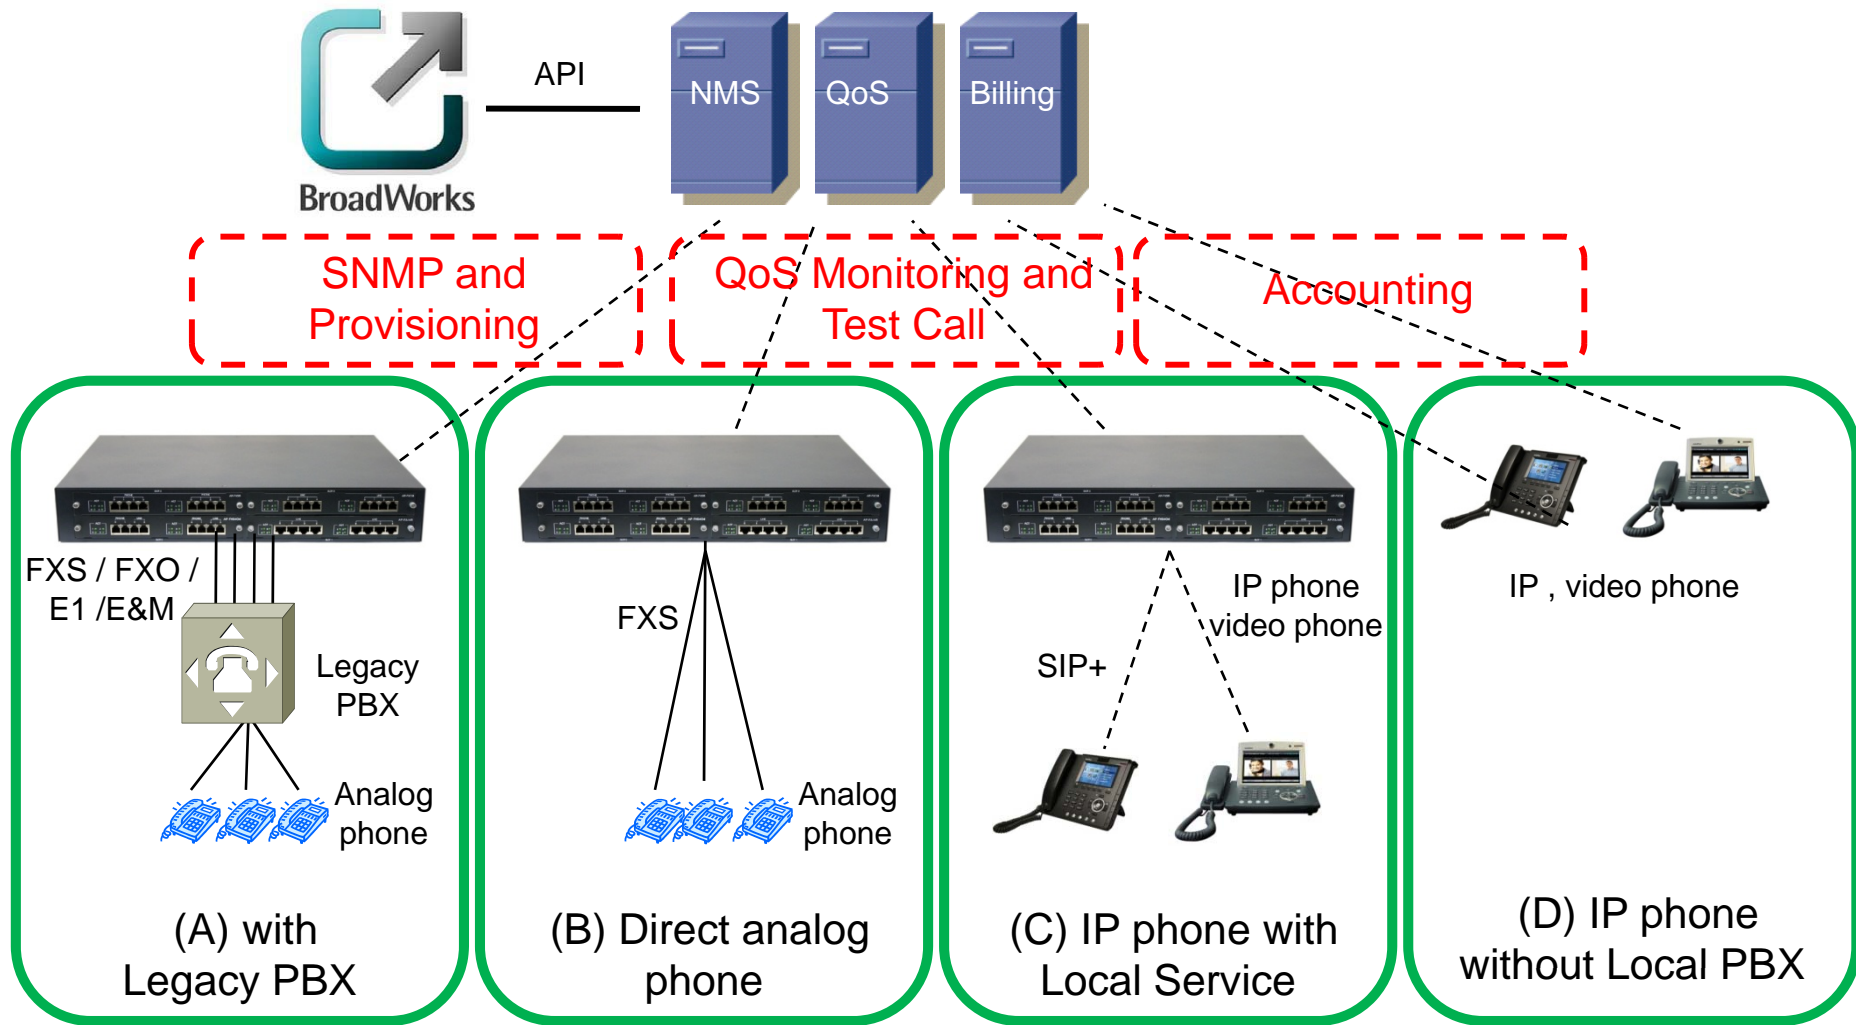 API
NMS
QoS
Billing
BroadWorks
SNMP and
Provisioning
QoS Monitoring and
Test Call
Accounting
FXS / FXO /
E1 /E&M
Legacy
PBX
Analog
phone
(A) with
Legacy PBX
FXS
Analog
phone
(B) Direct analog
phone
IP phone
video phone
SIP+
(C) IP phone with
Local Service
IP , video phone
(D) IP phone
without Local PBX